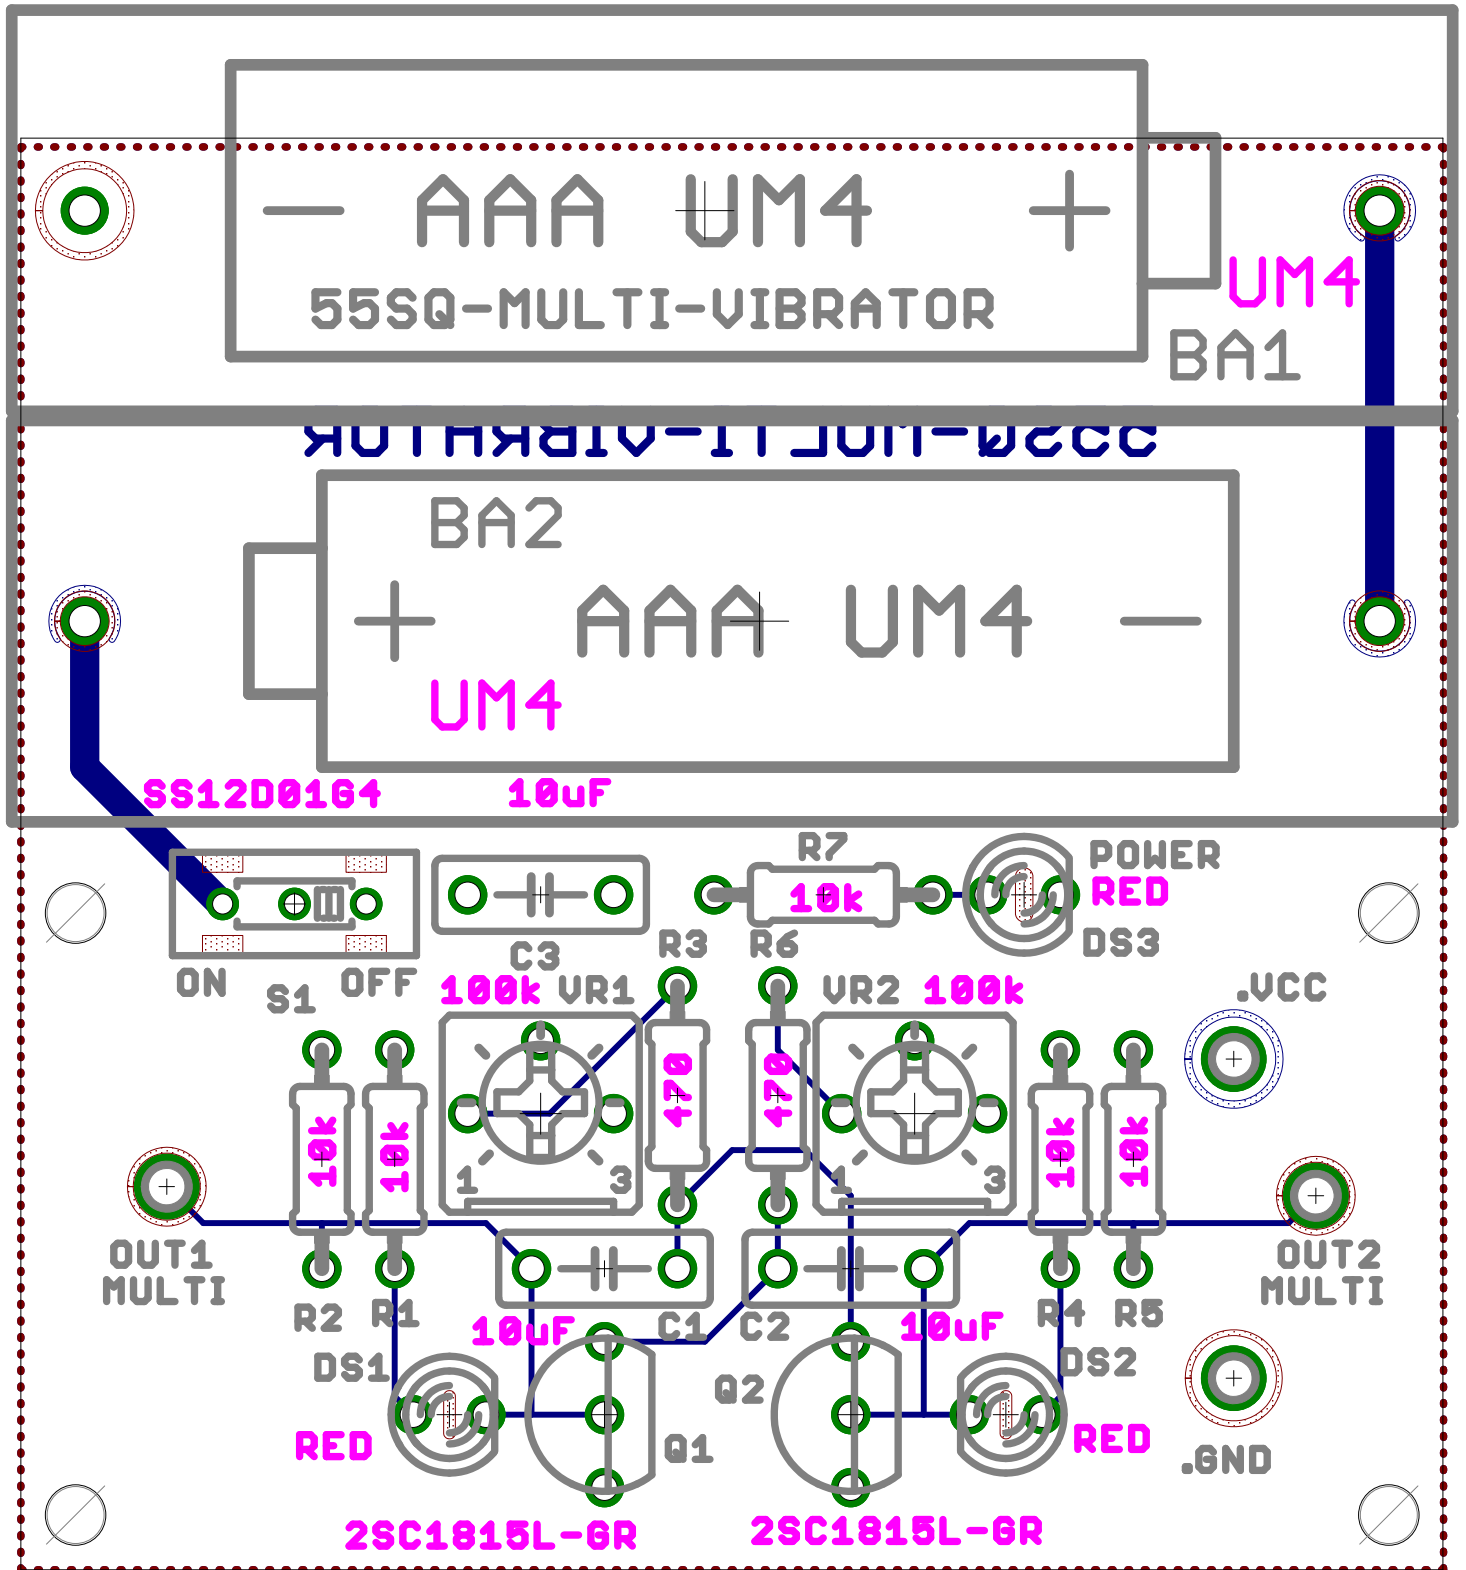 — AAA UM4 +
55SQ-MULTI-VIBRATOR
UM4
BA1
55SQ-MULTI-VIBRATOR
BA2
+ AAA UM4 —
UM4
SS12D01G4
10uF
R7
POWER
10k
RED
C3
R3
R6
DS3
ON
OFF
S1
100k
VR1
VR2
100k
.VCC
470
470
10k
10k
10k
10k
1
3
1
3
OUT1
MULTI
OUT2
MULTI
R2
R1
10uF
C1
C2
10uF
R4
R5
DS1
DS2
Q2
RED
Q1
RED
.GND
2SC1815L-GR
2SC1815L-GR